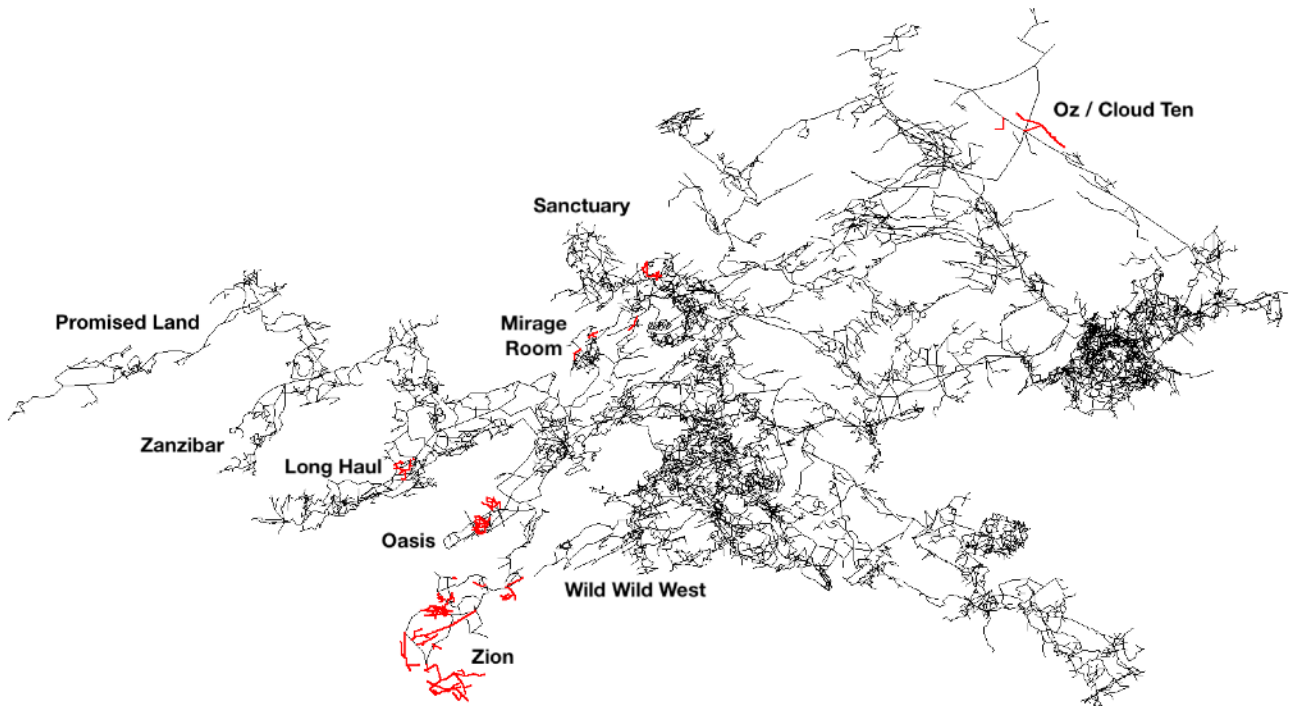 Oz / Cloud Ten
Sanctuary
Promised Land
Mirage
Room
Zanzibar
Long Haul
Oasis
Wild Wild West
Zion